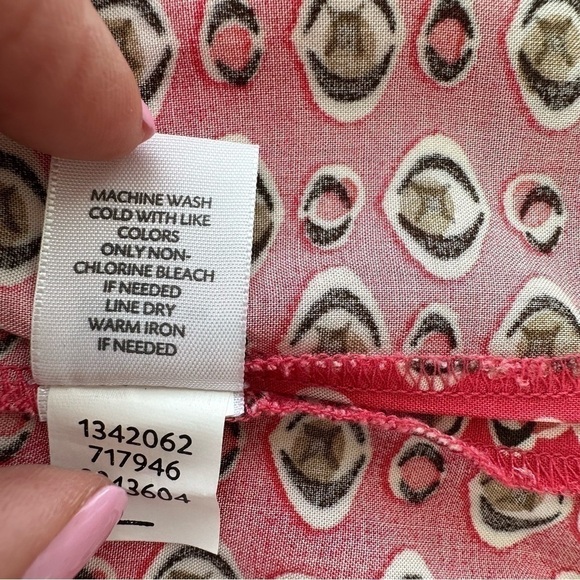 MACHINE WASH
COLD WITH LIKE
COLORS
ONLY NON-
CHLORINE BLEACH
IF NEEDED
LINE DRY
WARM IRON
IF NEEDED
1342062
717946